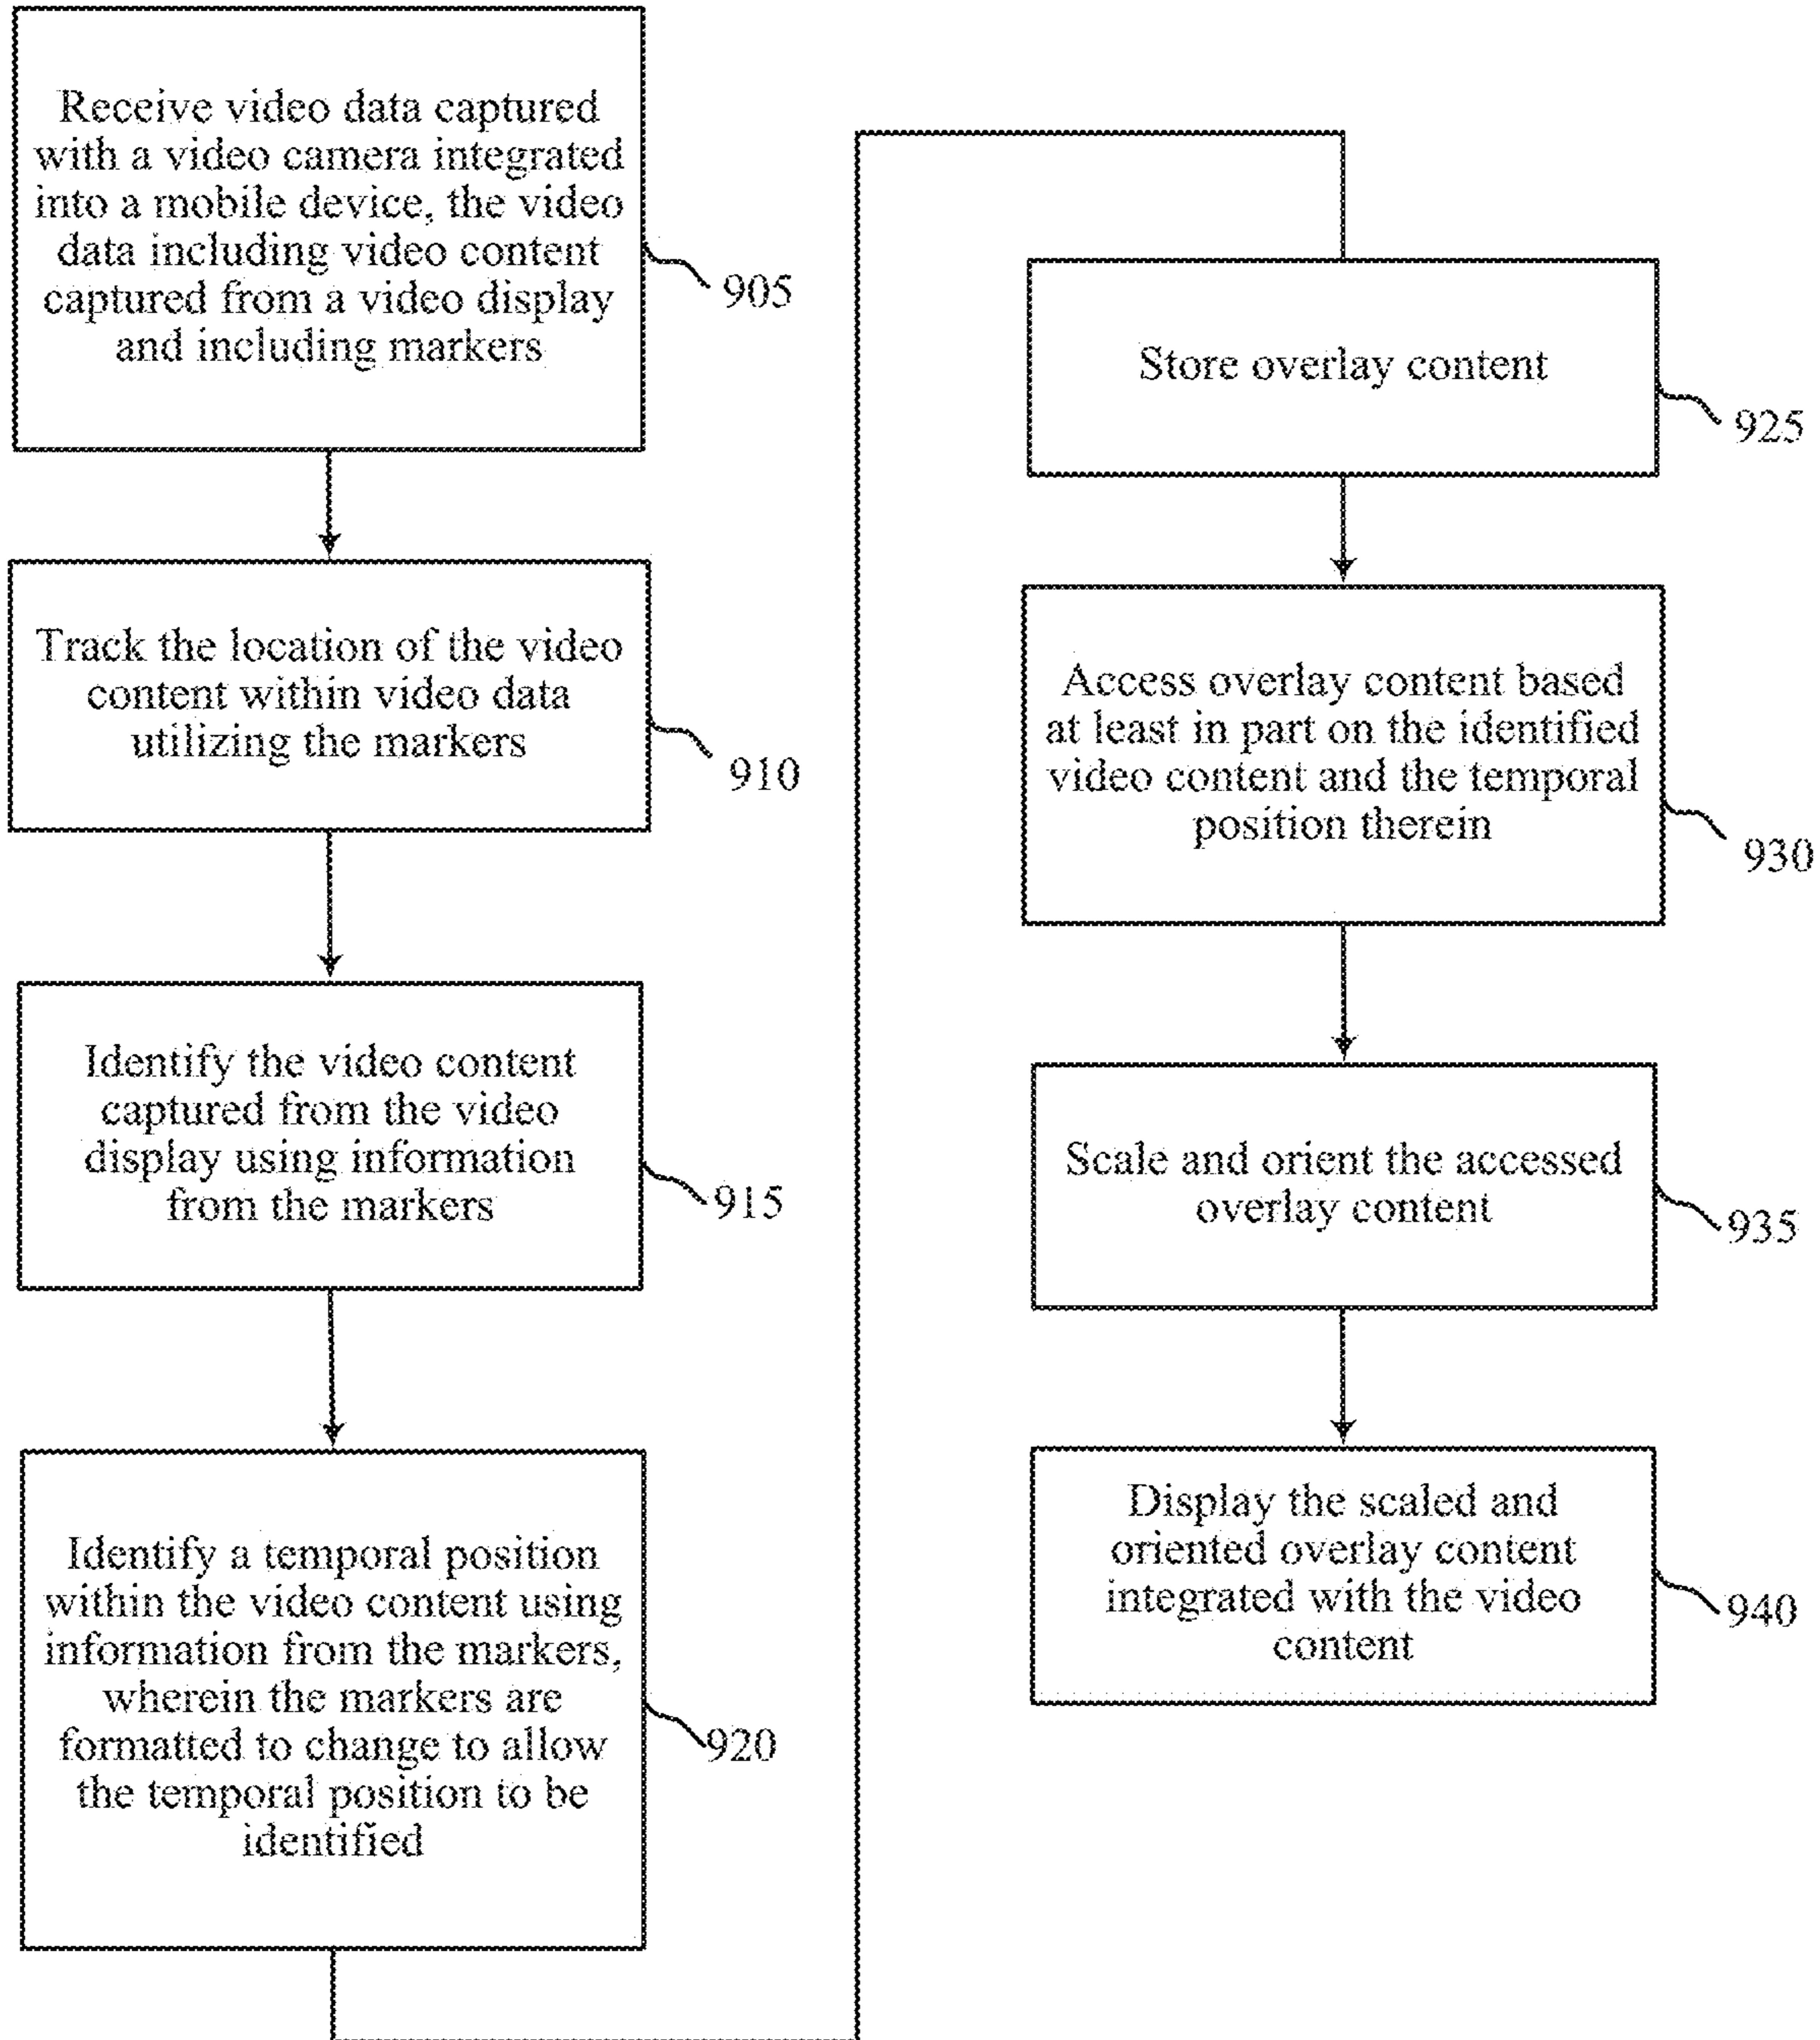 Receive video data captured
with a video camera integrated
into a mobile device, the video
data including video content
captured from a video display
and including markers
905
Track the location of the video
content within video data
utilizing the markers
910
Identify the video content
captured from the video
display using information
from the markers
915
Identify a temporal position
within the video content using
information from the markers,
wherein the markers are
formatted to change to allow
the temporal position to be
identified
920
Store overlay content
925
Access overlay content based
at least in part on the identified
video content and the temporal
position therein
930
Scale and orient the accessed
overlay content
935
Display the scaled and
oriented overlay content
integrated with the video
content
940